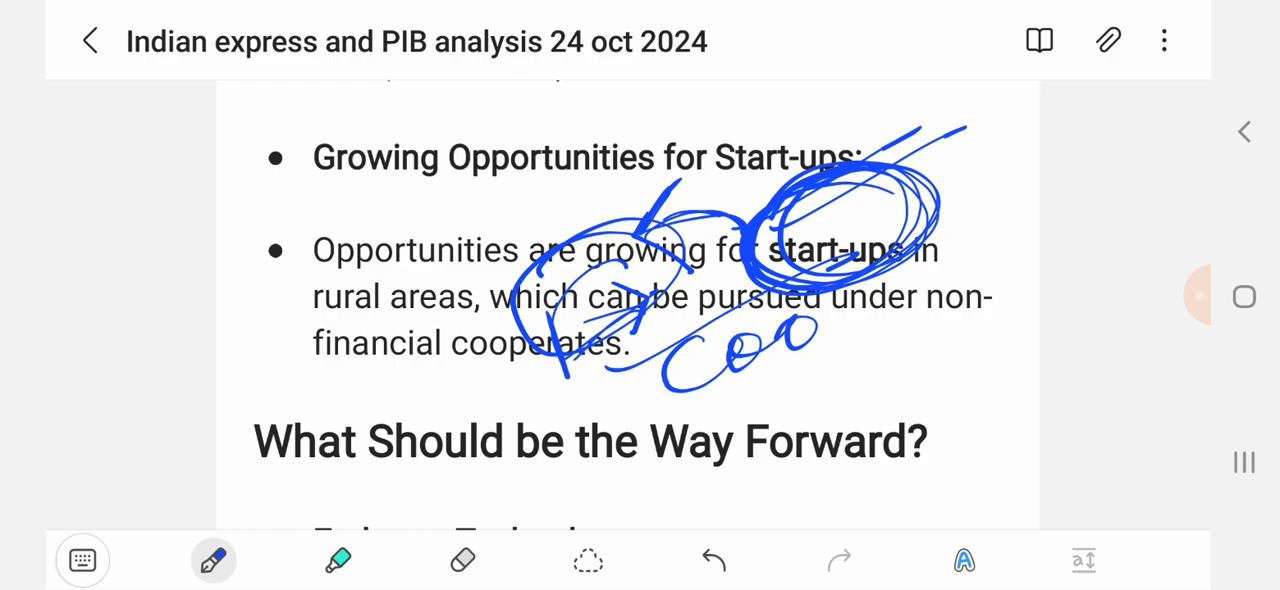 Indian express and PIB analysis 24 oct 2024
Growing Opportunities for Start-ups:
Opportunities are growing for start-ups in
rural areas, which can be pursued under non-
financial cooperates.
Coo
What Should be the Way Forward?